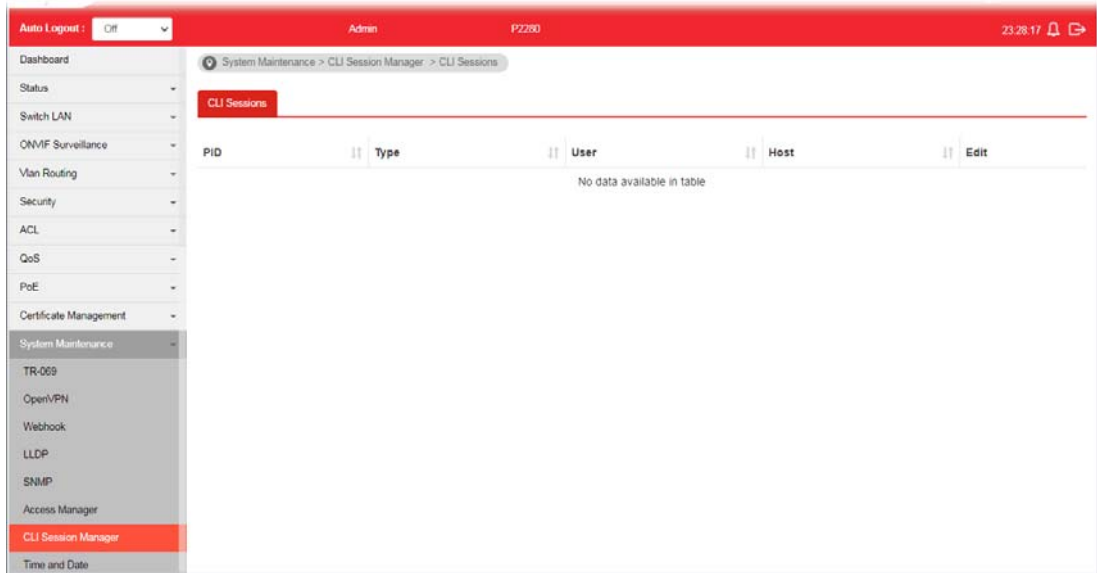 Auto Logout : Off Admin P2280 23:28:17
Dashboard
System Maintenance > CLI Session Manager > CLI Sessions
Status
CLI Sessions
Switch LAN
ONVIF Surveillance
PID Type User Host Edit
Vlan Routing
No data available in table
Security
ACL
QoS
PoE
Certificate Management
System Maintenance
TR-069
OpenVPN
Webhook
LLDP
SNMP
Access Manager
CLI Session Manager
Time and Date